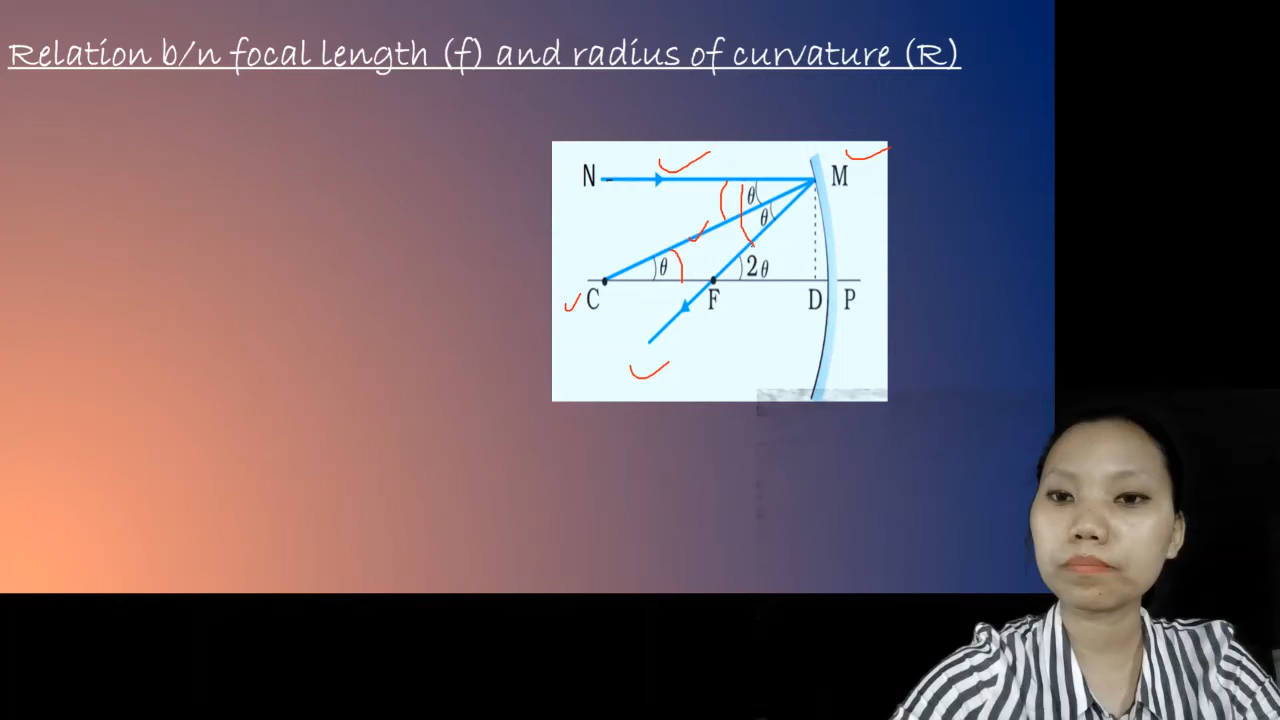 Relation b/n focal length (f) and radius of curvature (R)
N M
θ
θ
θ 2θ
C F D P